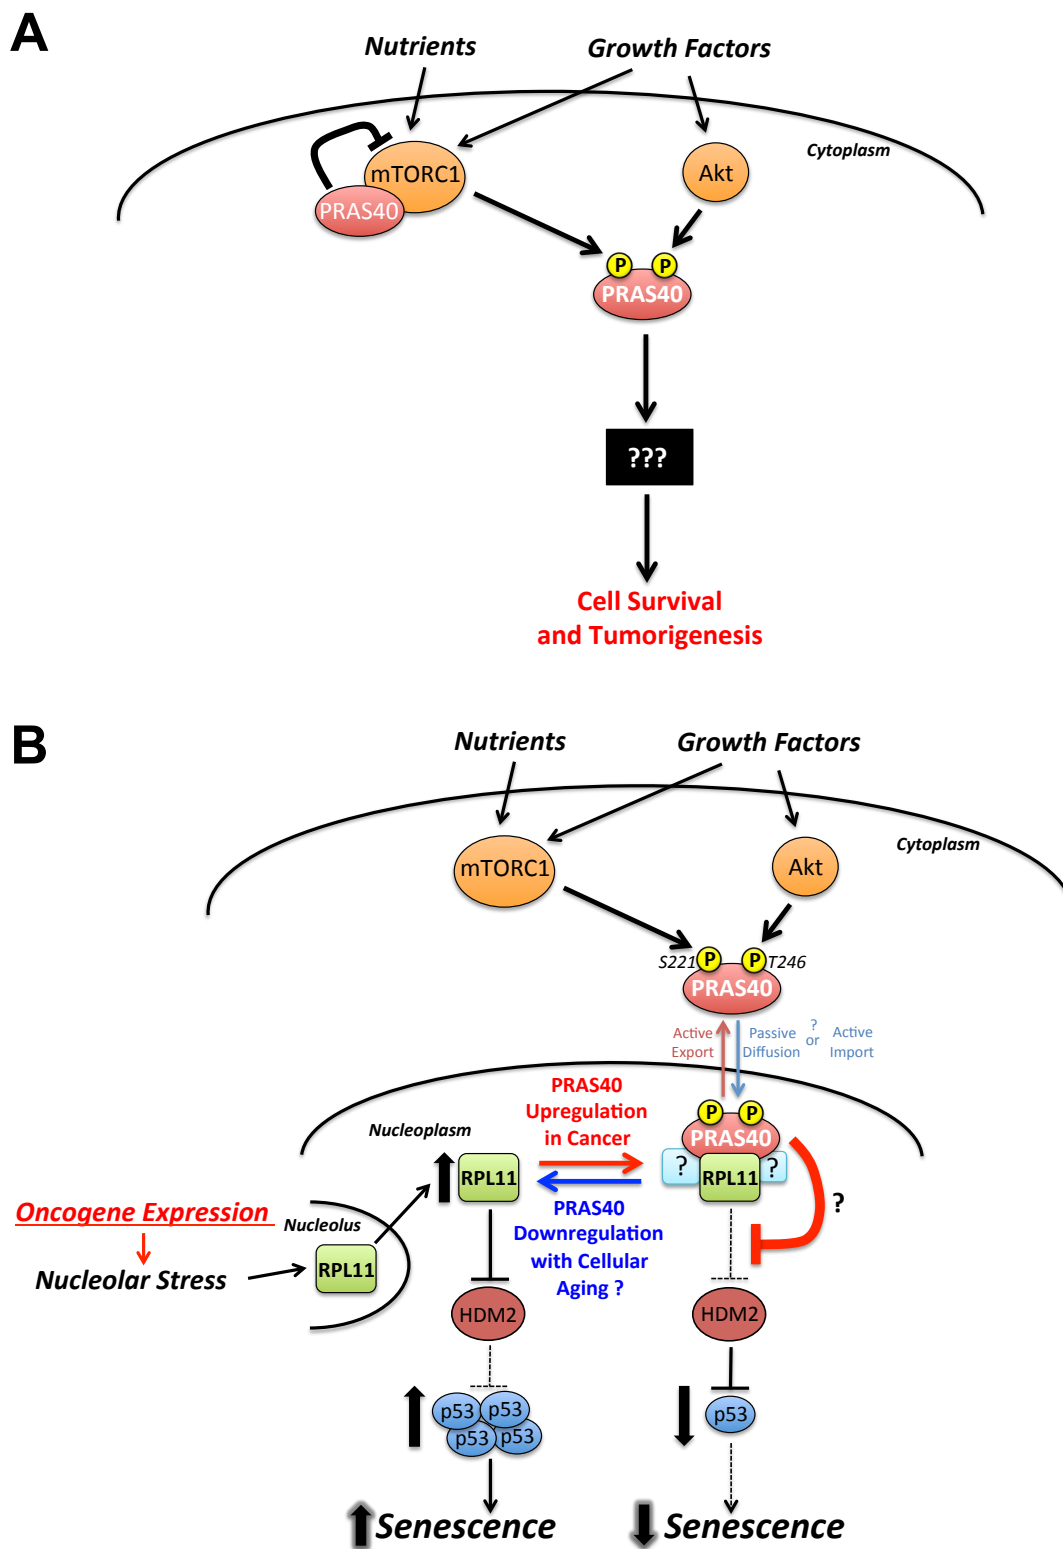 A
Nutrients
Growth Factors
Cytoplasm
mTORC1
Akt
PRAS40
P P
PRAS40
???
Cell Survival
and Tumorigenesis
B
Nutrients
Growth Factors
Cytoplasm
mTORC1
Akt
S221 P P T246
PRAS40
Active
Export
Passive
Diffusion
?
or
Active
Import
PRAS40
Upregulation
in Cancer
P P
PRAS40
Nucleoplasm
RPL11
? RPL11 ?
?
PRAS40
Downregulation
with Cellular
Aging ?
Oncogene Expression
Nucleolus
Nucleolar Stress
RPL11
HDM2
HDM2
p53 p53
p53 p53
p53
Senescence
Senescence